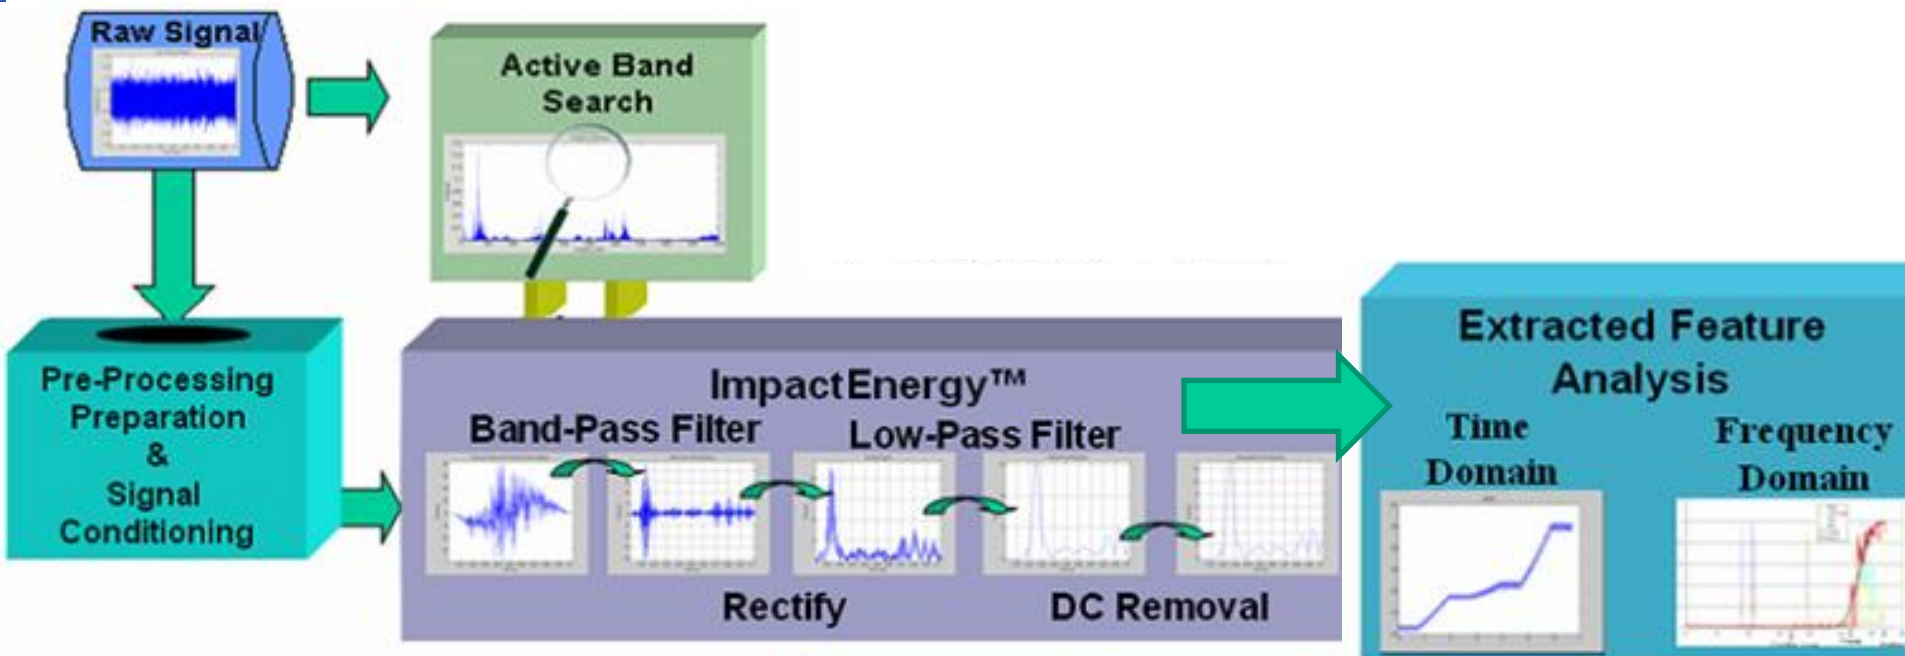 Raw Signal
Active Band
Search
Pre-Processing
Preparation
&
Signal
Conditioning
ImpactEnergy™
Band-Pass Filter
Low-Pass Filter
Rectify
DC Removal
Extracted Feature
Analysis
Time
Domain
Frequency
Domain